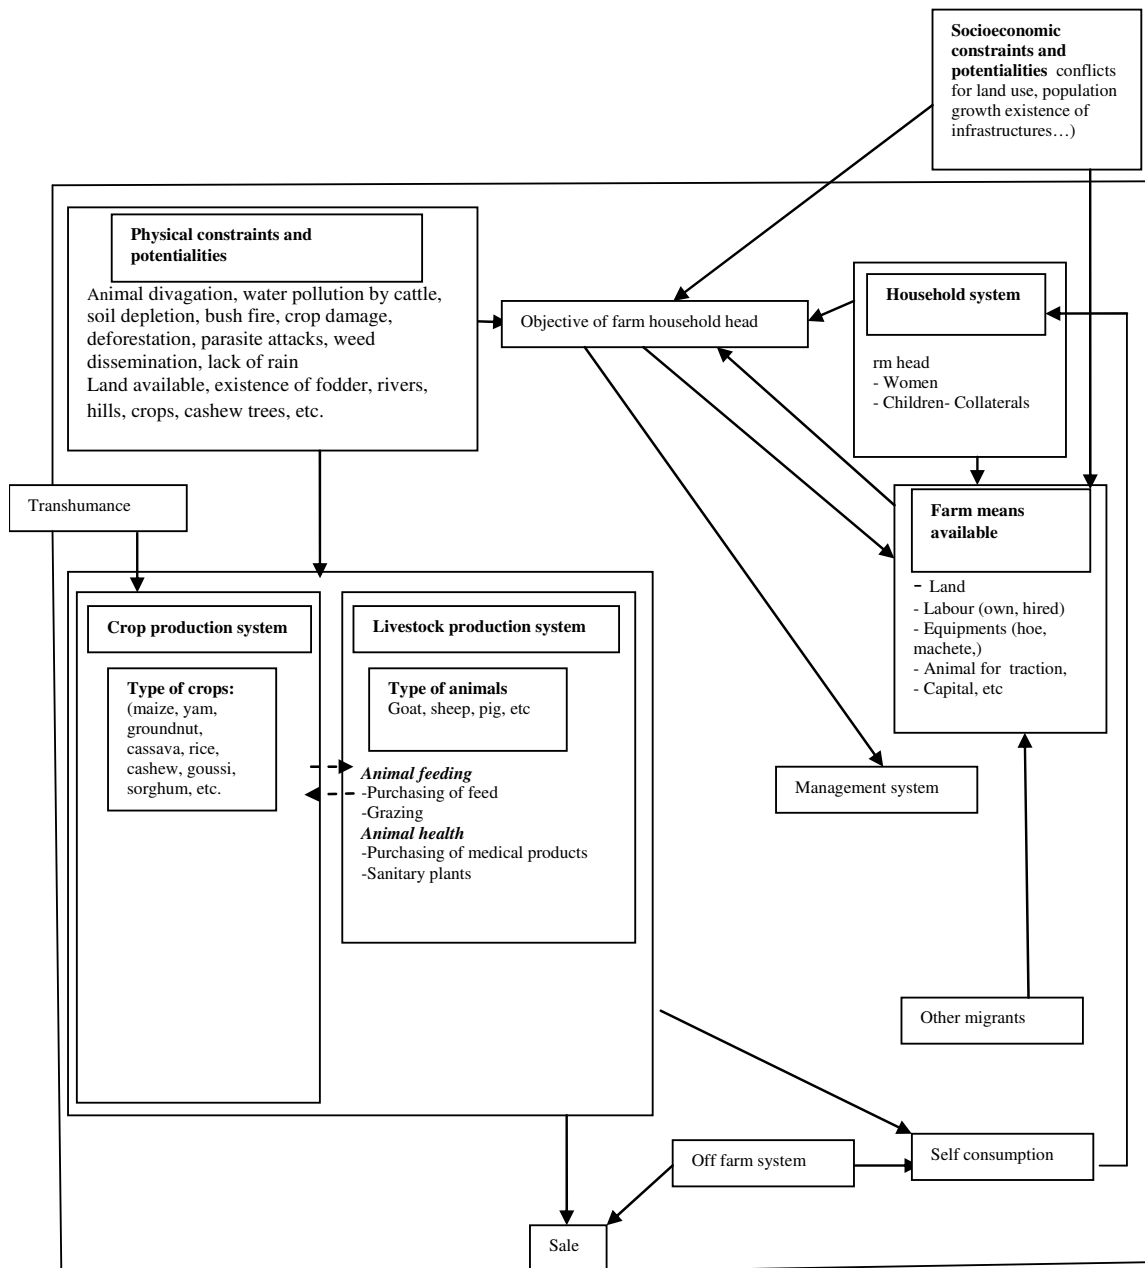 Socioeconomic
constraints and
potentialities conflicts
for land use, population
growth existence of
infrastructures…)
Physical constraints and
potentialities
Animal divagation, water pollution by cattle,
soil depletion, bush fire, crop damage,
deforestation, parasite attacks, weed
dissemination, lack of rain
Land available, existence of fodder, rivers,
hills, crops, cashew trees, etc.
Objective of farm household head
Household system
rm head
- Women
- Children- Collaterals
Transhumance
Farm means
available
- Land
- Labour (own, hired)
- Equipments (hoe,
machete,)
- Animal for traction,
- Capital, etc
Crop production system
Type of crops:
(maize, yam,
groundnut,
cassava, rice,
cashew, goussi,
sorghum, etc.
Livestock production system
Type of animals
Goat, sheep, pig, etc
Animal feeding
-Purchasing of feed
-Grazing
Animal health
-Purchasing of medical products
-Sanitary plants
Management system
Other migrants
Off farm system
Self consumption
Sale